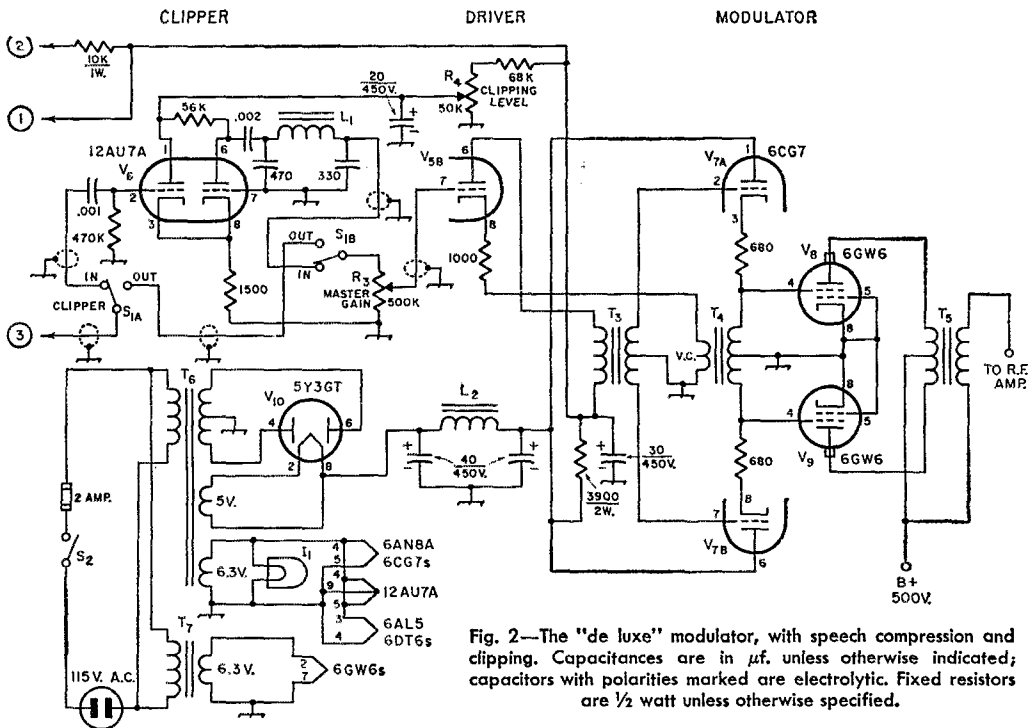 CLIPPER
DRIVER
MODULATOR
2
10K
1W.
1
56K
.002
L1
20
450V.
R4
50K
CLIPPING
LEVEL
68K
12AU7A
V6
1
6
2
7
3
8
.001
470K
470
330
V5B
6
7
8
1000
V7A
6CG7
1
2
3
680
V8
6GW6
4
5
8
IN
OUT
CLIPPER
S1A
3
1500
OUT
S1B
IN
R3
MASTER
GAIN
500K
T3
V.C.
T4
T5
TO R.F.
AMP.
8
4
5
V9
6GW6
680
8
7
V7B
6
B+
500V.
T6
5Y3GT
V10
4
6
2
8
5V.
L2
40
450V.
30
450V.
3900
2W.
2 AMP.
S2
6.3V.
I1
4
5
6AN8A
6CG7s
4
9
5
12AU7A
3
4
6AL5
6DT6s
T7
6.3V.
2
7
6GW6s
115V. A.C.
Fig. 2—The "de luxe" modulator, with speech compression and
clipping. Capacitances are in µf. unless otherwise indicated;
capacitors with polarities marked are electrolytic. Fixed resistors
are ½ watt unless otherwise specified.